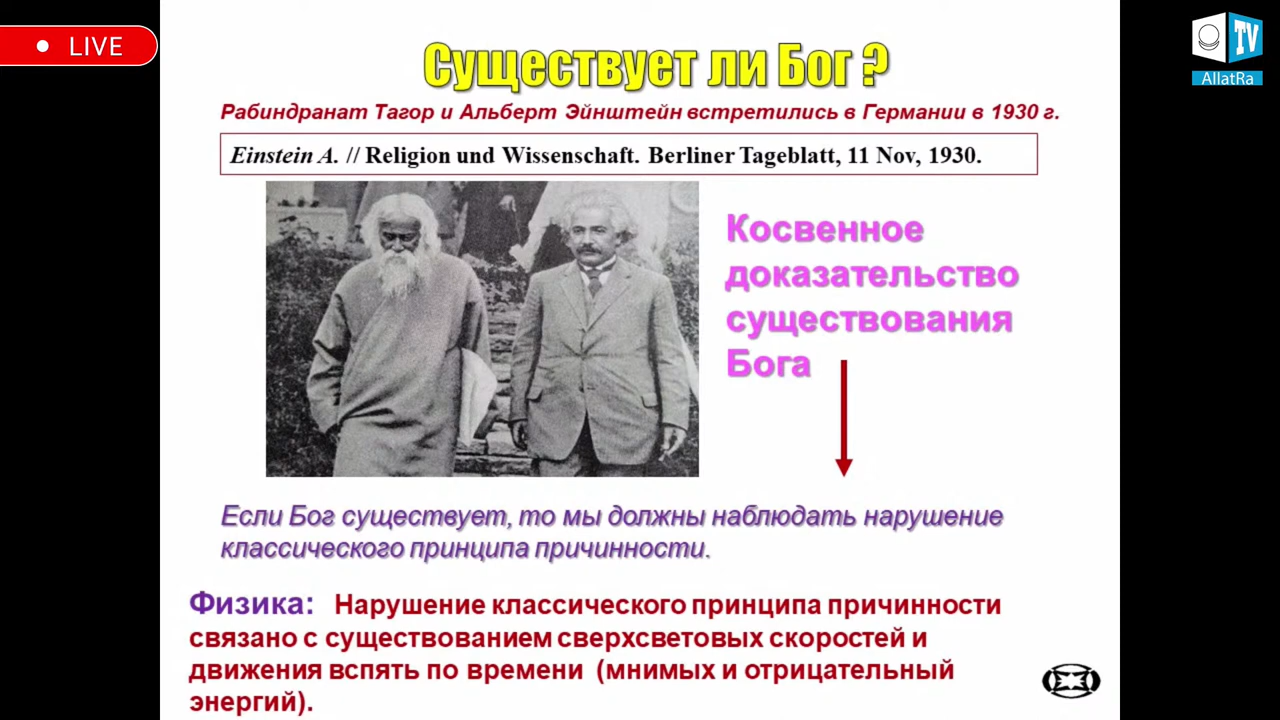 LIVE
TV
AllatRa
Существует ли Бог ?
Рабиндранат Тагор и Альберт Эйнштейн встретились в Германии в 1930 г.
Einstein A. // Religion und Wissenschaft. Berliner Tageblatt, 11 Nov, 1930.
Косвенное
доказательство
существования
Бога
Если Бог существует, то мы должны наблюдать нарушение
классического принципа причинности.
Физика: Нарушение классического принципа причинности
связано с существованием сверхсветовых скоростей и
движения вспять по времени (мнимых и отрицательный
энергий).